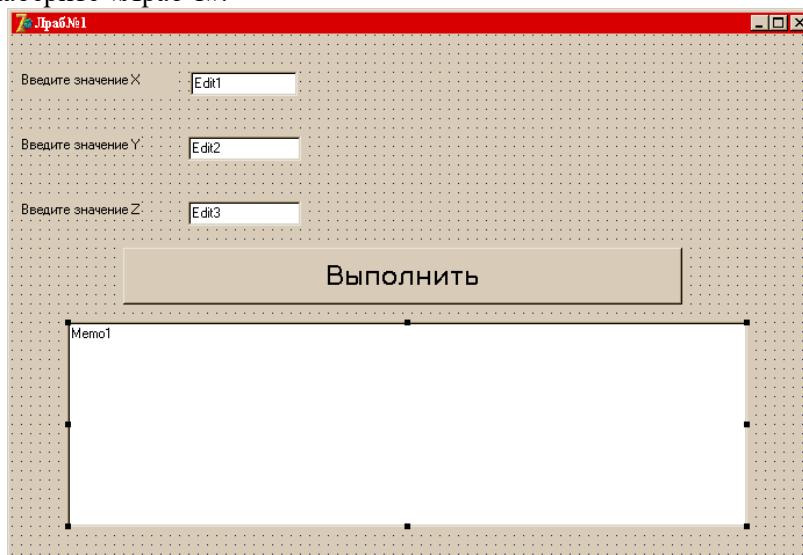 Лраб№1
Введите значение X
Edit1
Введите значение Y
Edit2
Введите значение Z
Edit3
Выполнить
Memo1